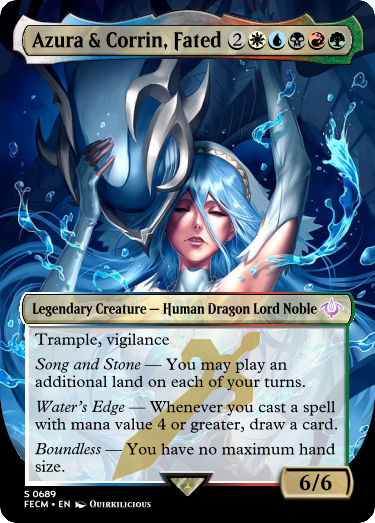 Azura & Corrin, Fated 2
Legendary Creature — Human Dragon Lord Noble
Trample, vigilance
Song and Stone — You may play an
additional land on each of your turns.
Water's Edge — Whenever you cast a spell
with mana value 4 or greater, draw a card.
Boundless — You have no maximum hand
size.
6/6
S 0689
FECM • EN Quirkilicious